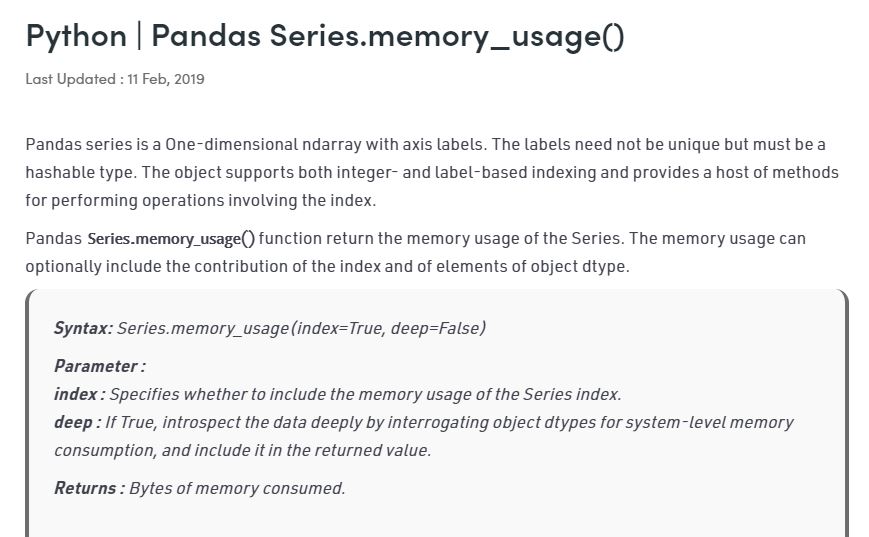 Python | Pandas Series.memory_usage()
Last Updated : 11 Feb, 2019
Pandas series is a One-dimensional ndarray with axis labels. The labels need not be unique but must be a
hashable type. The object supports both integer- and label-based indexing and provides a host of methods
for performing operations involving the index.
Pandas Series.memory_usage() function return the memory usage of the Series. The memory usage can
optionally include the contribution of the index and of elements of object dtype.
Syntax: Series.memory_usage(index=True, deep=False)
Parameter :
index : Specifies whether to include the memory usage of the Series index.
deep : If True, introspect the data deeply by interrogating object dtypes for system-level memory
consumption, and include it in the returned value.
Returns : Bytes of memory consumed.